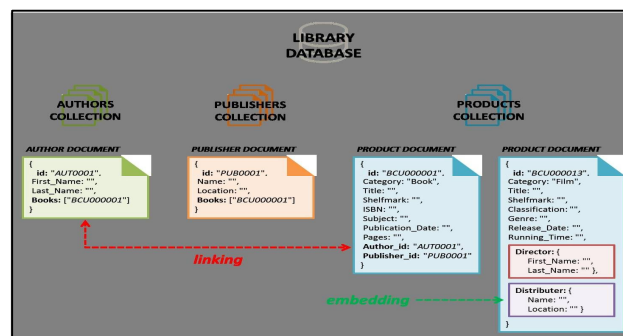 LIBRARY
DATABASE
AUTHORS
COLLECTION
PUBLISHERS
COLLECTION
PRODUCTS
COLLECTION
AUTHOR DOCUMENT
{
id: "AUT0001",
First_Name: "",
Last_Name: "",
Books: ["BCU000001"]
}
PUBLISHER DOCUMENT
{
id: "PUB0001",
Name: "",
Location: "",
Books: ["BCU000001"]
}
PRODUCT DOCUMENT
{
id: "BCU000001",
Category: "Book",
Title: "",
Shelfmark: "",
ISBN: "",
Subject: "",
Publication_Date: "",
Pages: "",
Author_id: "AUT0001",
Publisher_id: "PUB0001"
}
PRODUCT DOCUMENT
{
id: "BCU000013",
Category: "Film",
Title: "",
Shelfmark: "",
Classification: "",
Genre: "",
Release_Date: "",
Running_Time: "",
Director: {
First_Name: "",
Last_Name: "" },
Distributer: {
Name: "",
Location: "" }
}
linking
embedding